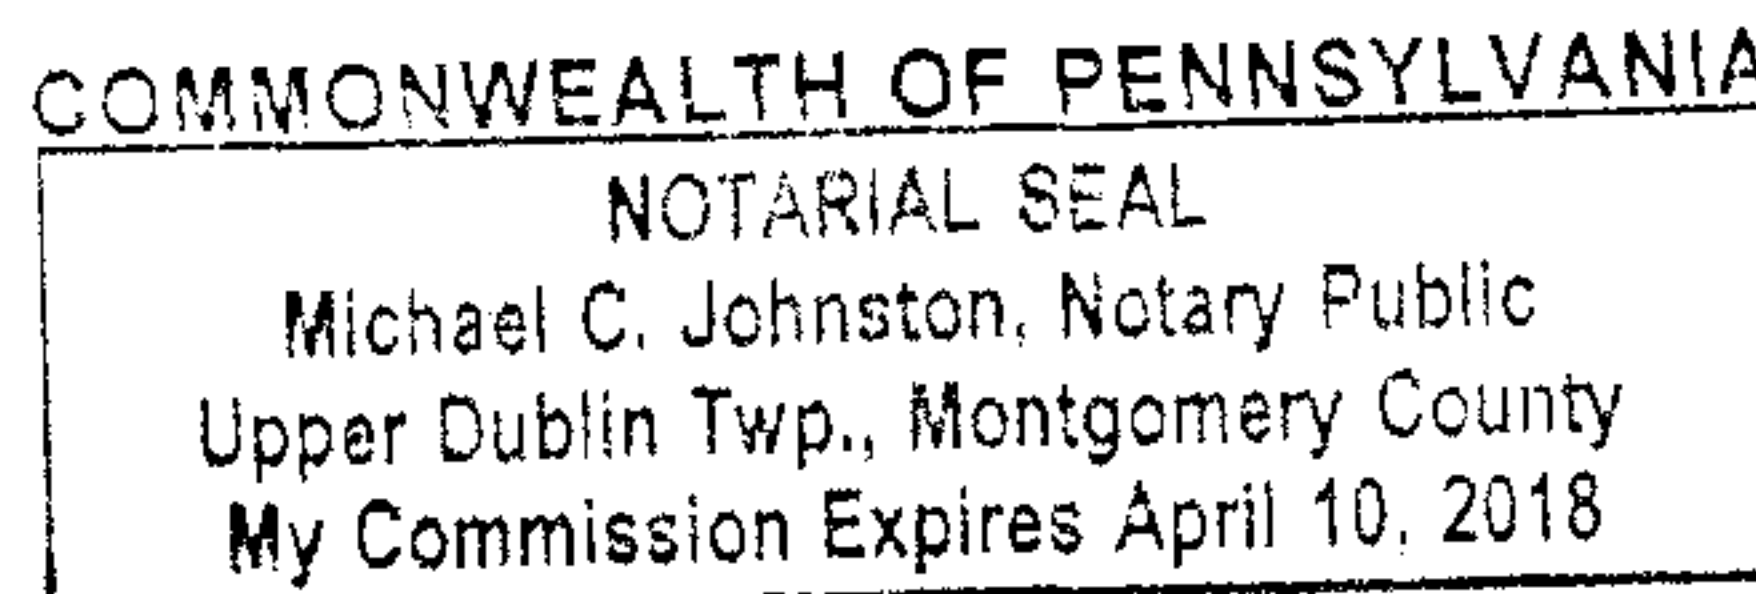 COMMONWEALTH OF PENNSYLVANIA
NOTARIAL SEAL
Michael C. Johnston, Notary Public
Upper Dublin Twp., Montgomery County
My Commission Expires April 10, 2018